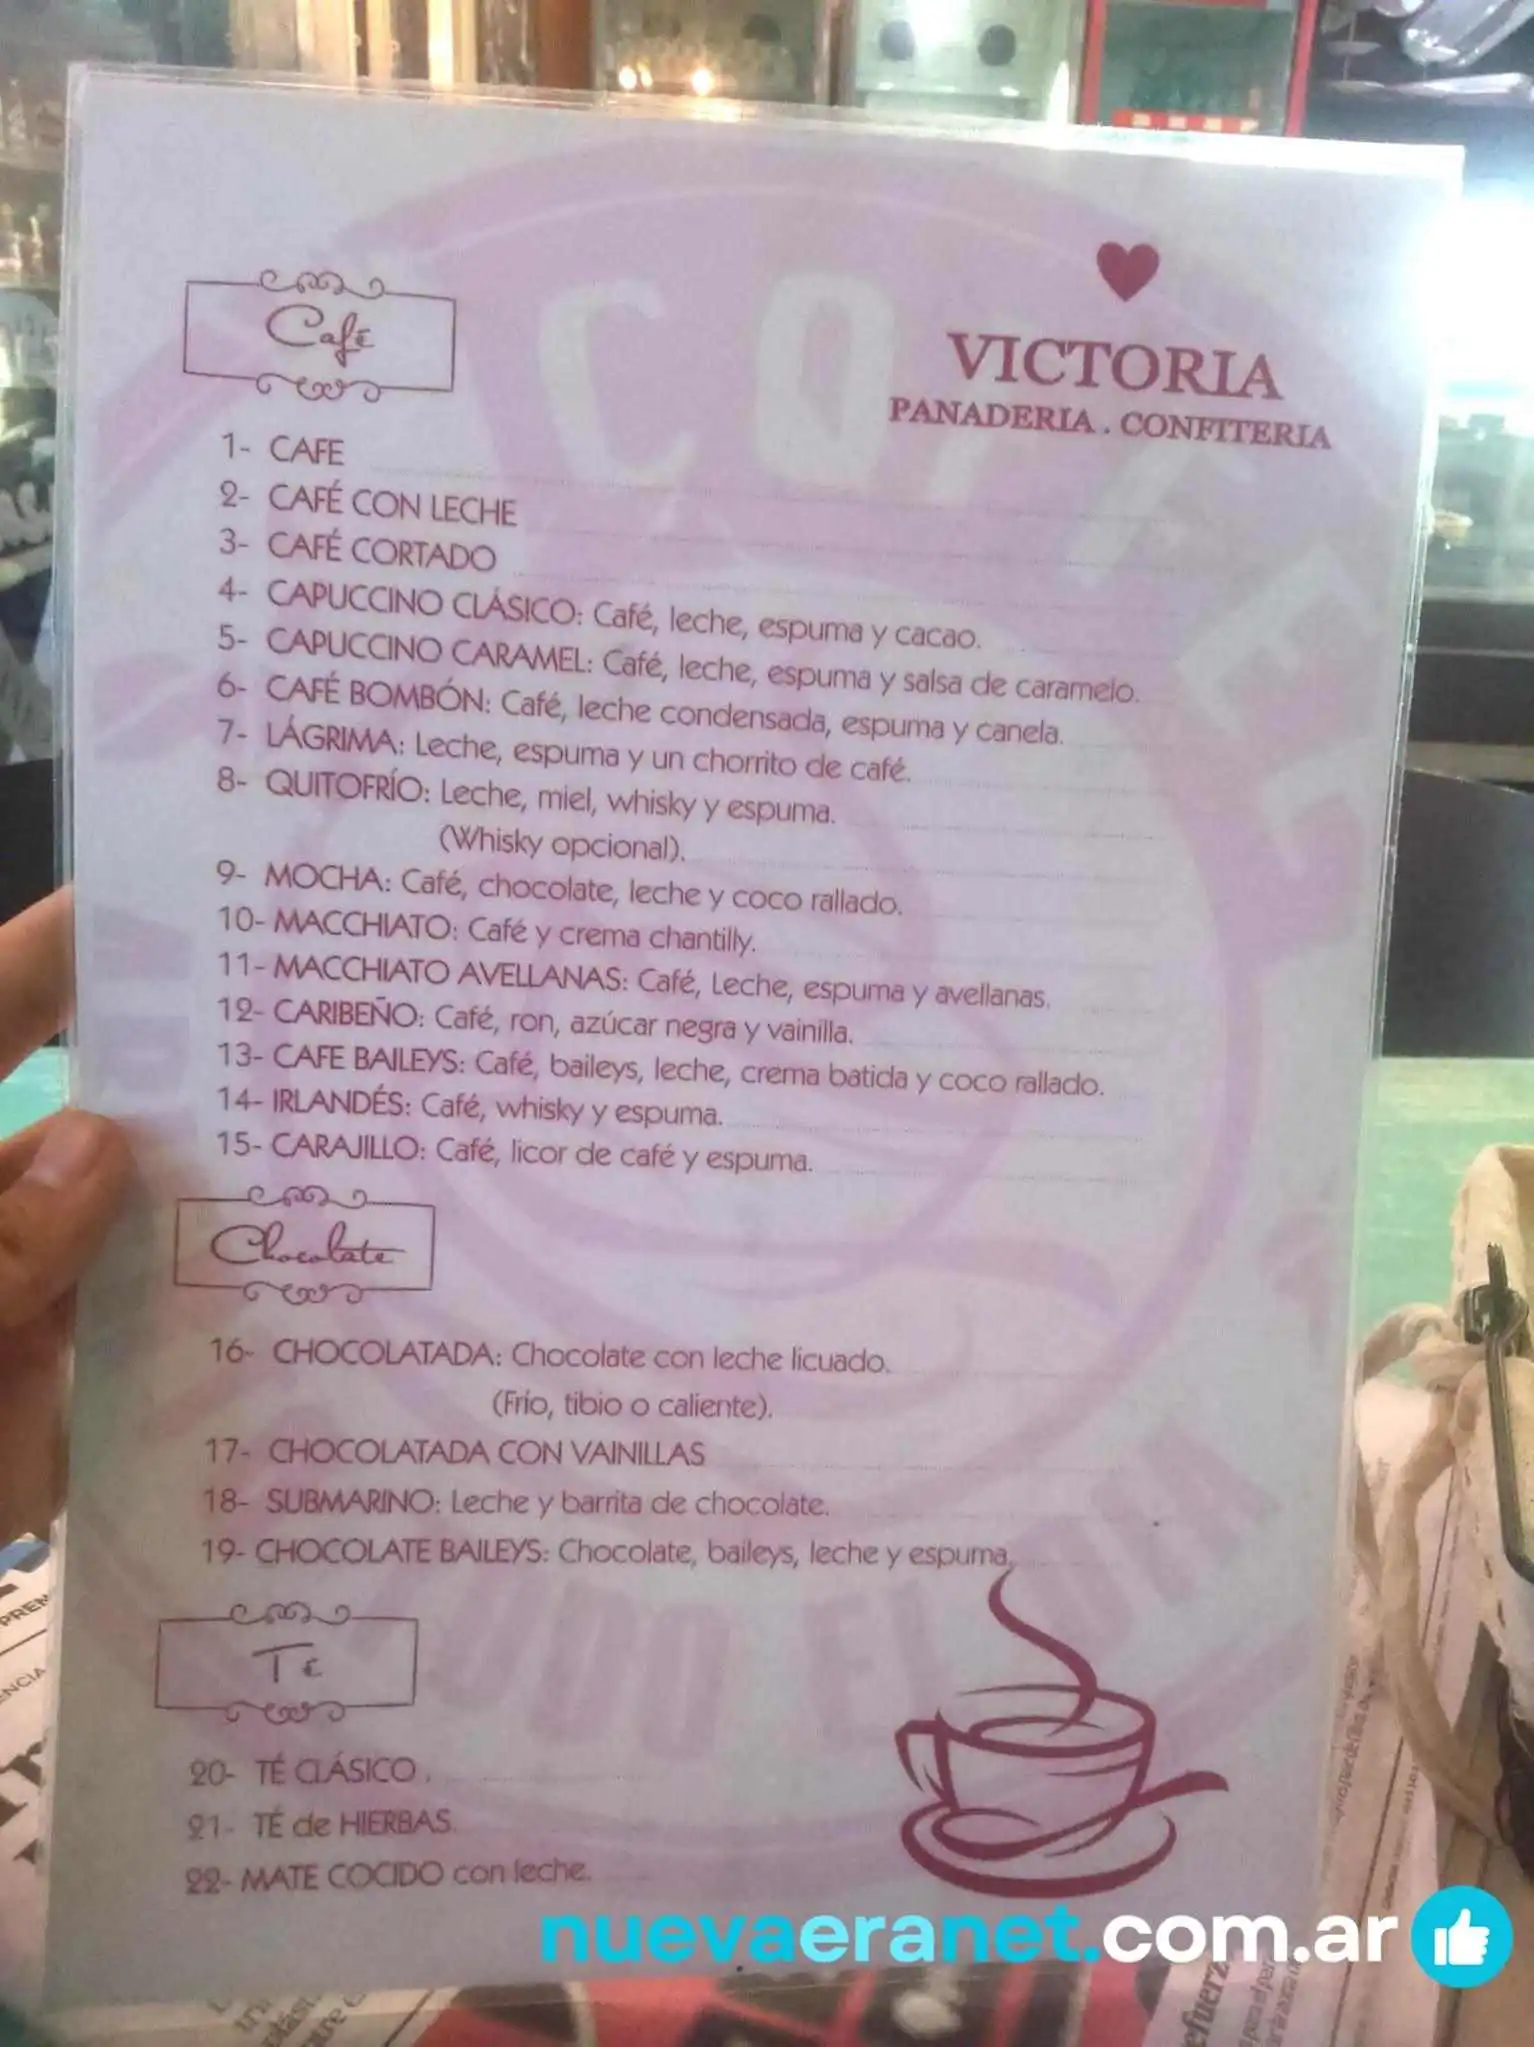 VICTORIA
PANADERIA . CONFITERIA
Café
1- CAFE
2- CAFÉ CON LECHE
3- CAFÉ CORTADO
4- CAPUCCINO CLÁSICO: Café, leche, espuma y cacao.
5- CAPUCCINO CARAMEL: Café, leche, espuma y salsa de caramelo.
6- CAFÉ BOMBÓN: Café, leche condensada, espuma y canela.
7- LÁGRIMA: Leche, espuma y un chorrito de café.
8- QUITOFRÍO: Leche, miel, whisky y espuma.
(Whisky opcional).
9- MOCHA: Café, chocolate, leche y coco rallado.
10- MACCHIATO: Café y crema chantilly.
11- MACCHIATO AVELLANAS: Café, Leche, espuma y avellanas.
12- CARIBEÑO: Café, ron, azúcar negra y vainilla.
13- CAFE BAILEYS: Café, baileys, leche, crema batida y coco rallado.
14- IRLANDÉS: Café, whisky y espuma.
15- CARAJILLO: Café, licor de café y espuma.
Chocolate
16- CHOCOLATADA: Chocolate con leche licuado.
(Frío, tibio o caliente).
17- CHOCOLATADA CON VAINILLAS
18- SUBMARINO: Leche y barrita de chocolate.
19- CHOCOLATE BAILEYS: Chocolate, baileys, leche y espuma.
Té
20- TÉ CLÁSICO .
21- TÉ de HIERBAS.
22- MATE COCIDO con leche.
nuevaeranet.com.ar